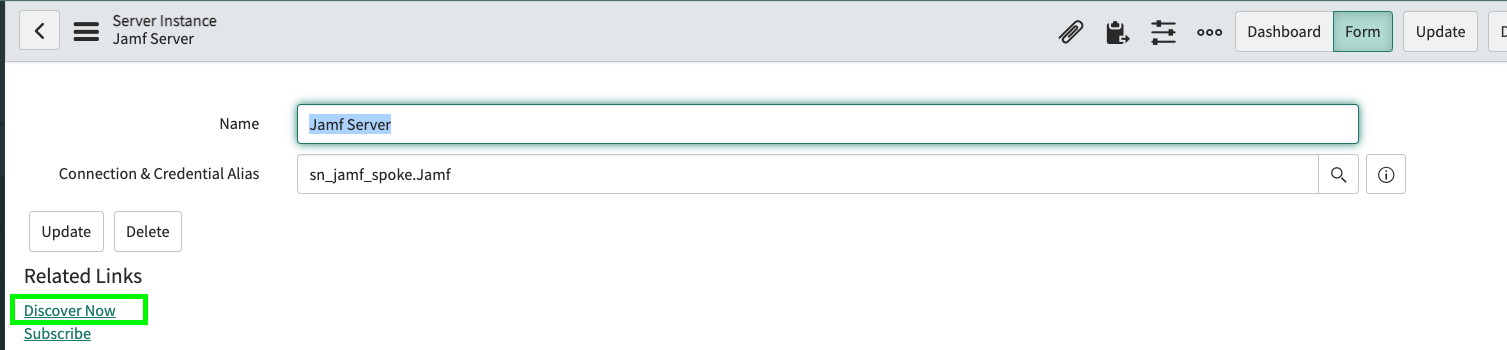 Server Instance
Jamf Server
Dashboard
Form
Update
Name
Jamf Server
Connection & Credential Alias
sn_jamf_spoke.Jamf
Update
Delete
Related Links
Discover Now
Subscribe